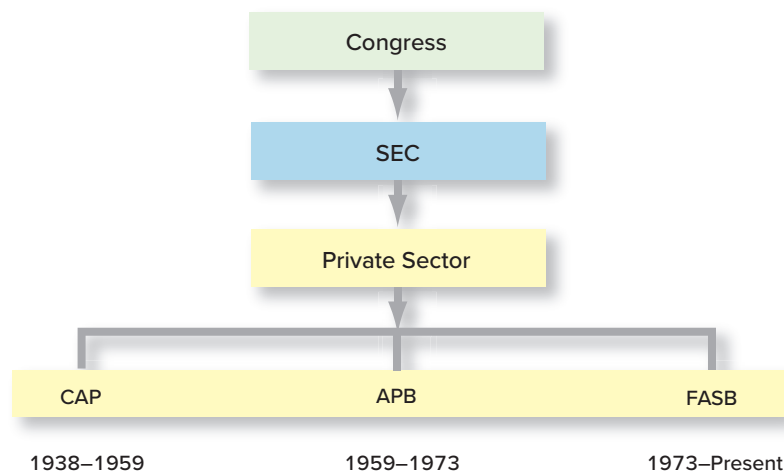 Congress
SEC
Private Sector
CAP APB FASB
1938–1959 1959–1973 1973–Present